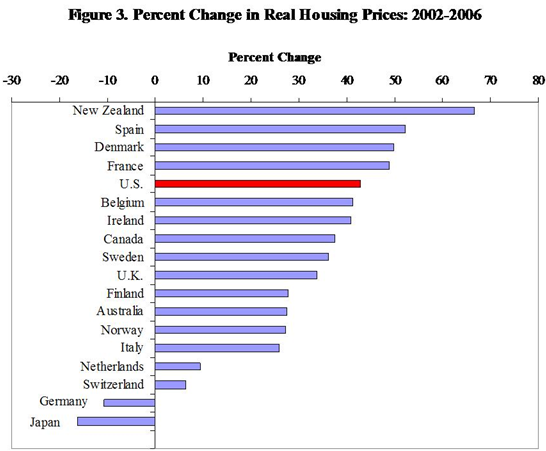 Figure 3. Percent Change in Real Housing Prices: 2002-2006
Percent Change
-30 -20 -10 0 10 20 30 40 50 60 70 80
New Zealand
Spain
Denmark
France
U.S.
Belgium
Ireland
Canada
Sweden
U.K.
Finland
Australia
Norway
Italy
Netherlands
Switzerland
Germany
Japan